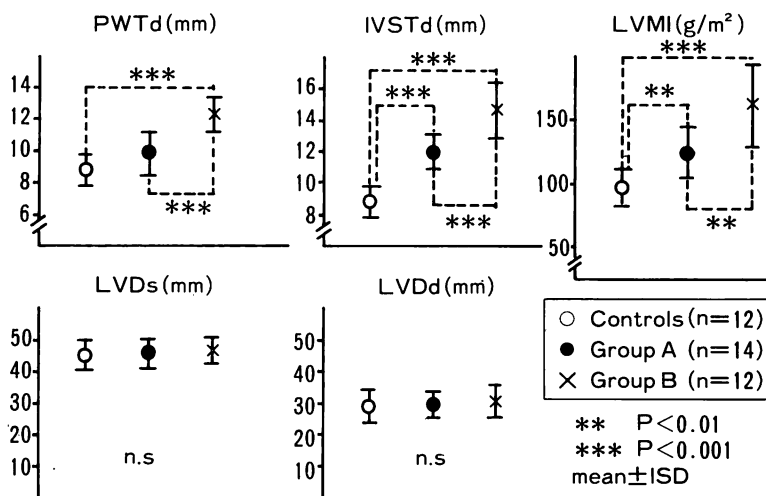 PWTd (mm)
14
12
10
8
6
***
***
IVSTd (mm)
16
14
12
10
8
***
***
***
LVMI (g/m²)
150
100
50
***
**
**
LVDs (mm)
50
40
30
20
10
n.s
LVDd (mm)
50
40
30
20
10
n.s
○ Controls (n=12)
● Group A (n=14)
× Group B (n=12)
** P<0.01
*** P<0.001
mean±ISD